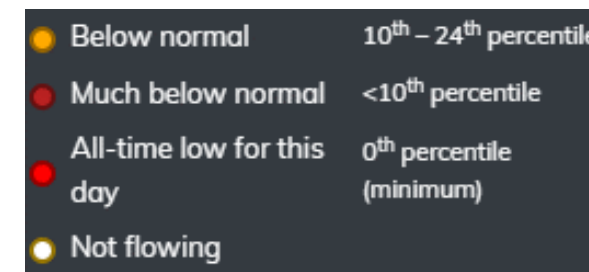 Below normal 10th – 24th percentile
Much below normal <10th percentile
All-time low for this day 0th percentile (minimum)
Not flowing